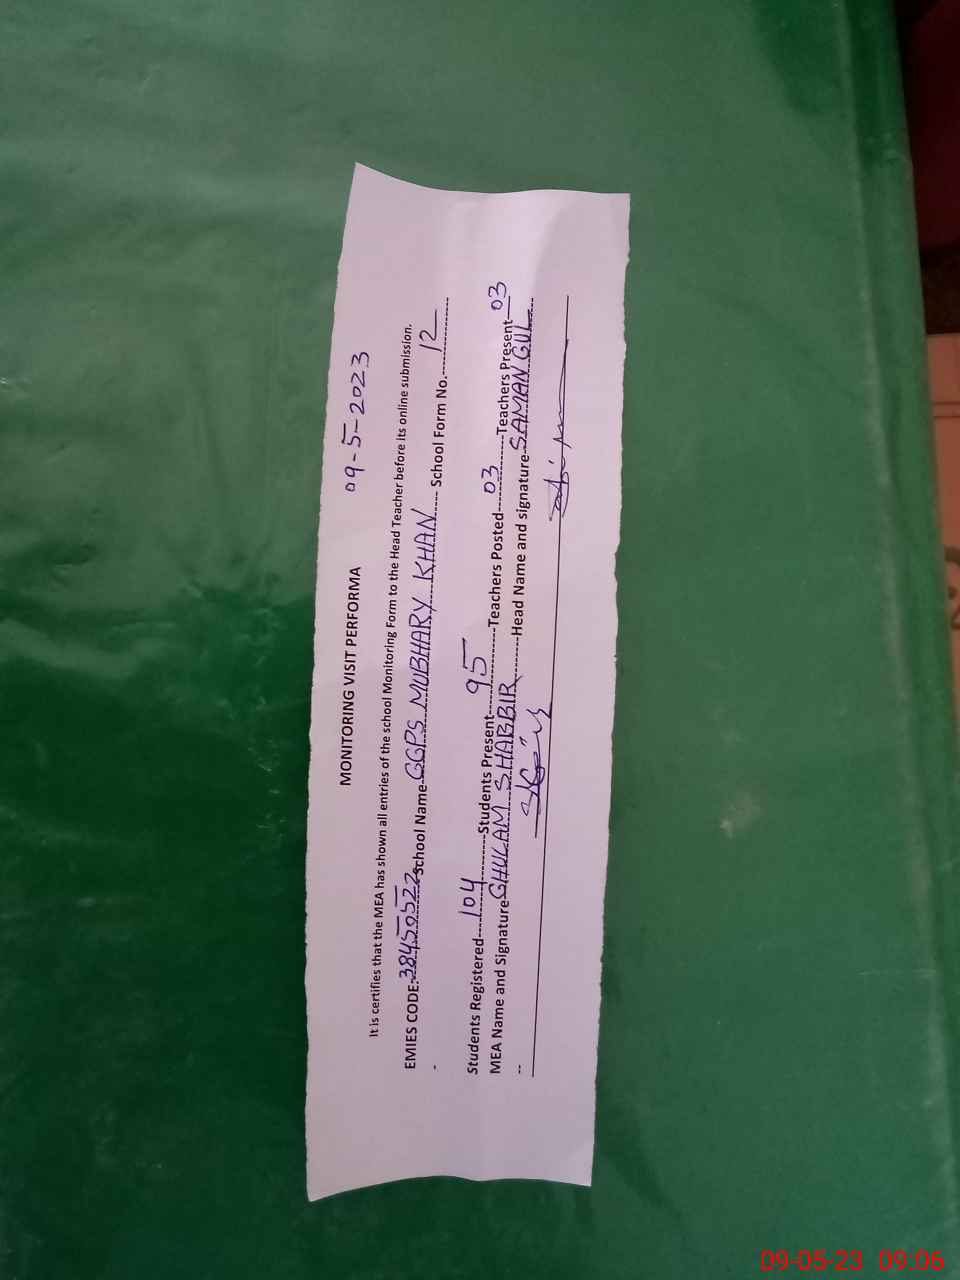 MONITORING VISIT PERFORMA 09-5-2023
It is certifies that the MEA has shown all entries of the school Monitoring Form to the Head Teacher before its online submission.
EMIES CODE:-38450522-School Name-GGPS MUBHARY KHAN------ School Form No.------12------
-
Students Registered-----104------Students Present------95------Teachers Posted------03------Teachers Present---03
MEA Name and Signature-GHULAM SHABBIR------Head Name and signature-SAMAN GUL
--
09-05-23 09:06